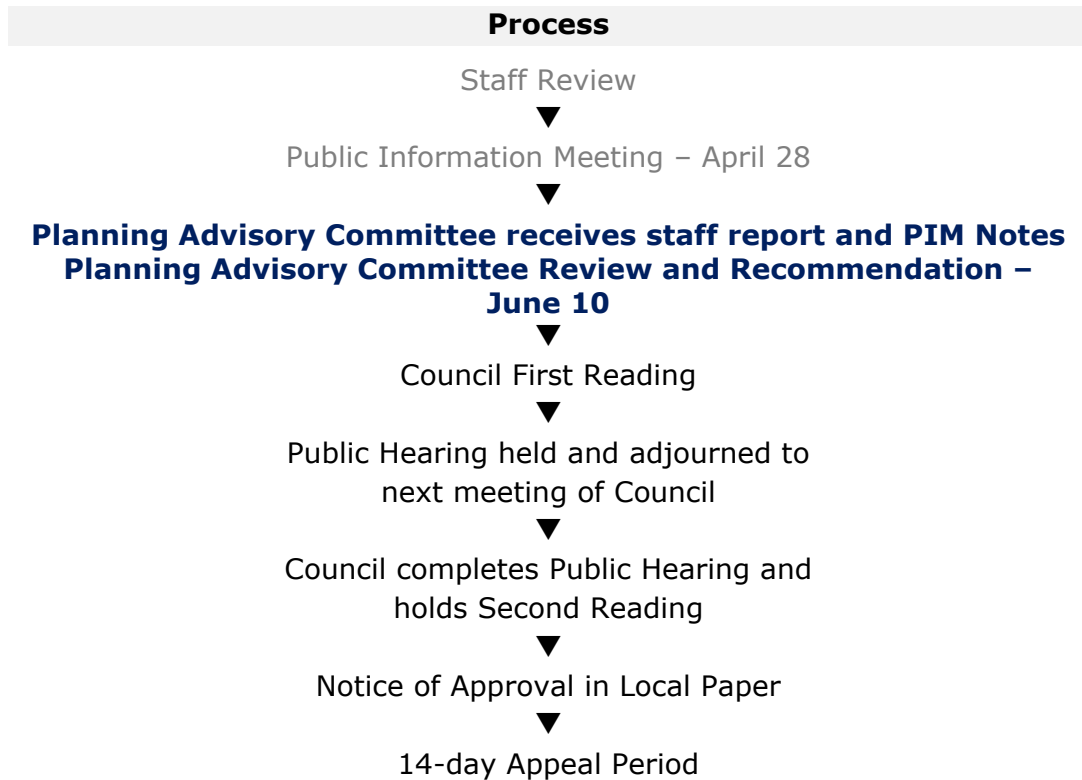 Process
Staff Review
Public Information Meeting – April 28
Planning Advisory Committee receives staff report and PIM Notes
Planning Advisory Committee Review and Recommendation –
June 10
Council First Reading
Public Hearing held and adjourned to
next meeting of Council
Council completes Public Hearing and
holds Second Reading
Notice of Approval in Local Paper
14-day Appeal Period